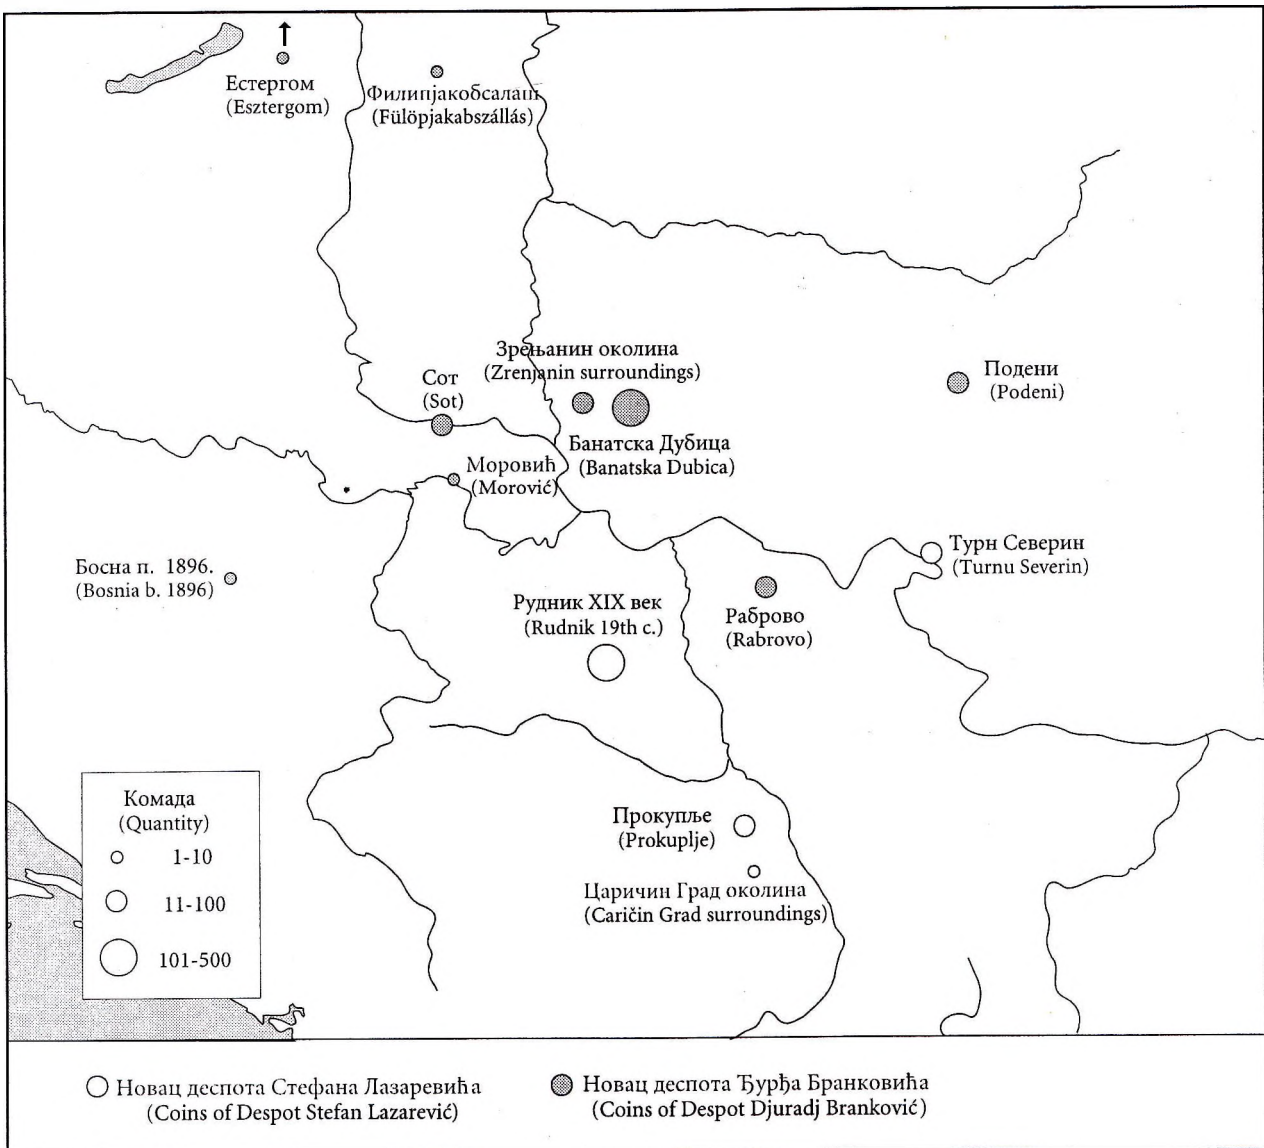 Естергом
(Esztergom)
Филипјакобсалаш
(Fülöpjakabszállás)
Зрењанин околина
(Zrenjanin surroundings)
Сот
(Sot)
Подени
(Podeni)
Банатска Дубица
(Banatska Dubica)
Моровић
(Morović)
Турн Северин
(Turnu Severin)
Босна п. 1896.
(Bosnia b. 1896)
Рудник XIX век
(Rudnik 19th c.)
Раброво
(Rabrovo)
Комада
(Quantity)
1-10
11-100
101-500
Прокупље
(Prokuplje)
Царичин Град околина
(Caričin Grad surroundings)
Новац деспота Стефана Лазаревића
(Coins of Despot Stefan Lazarević)
Новац деспота Ђурђа Бранковића
(Coins of Despot Djuradj Branković)